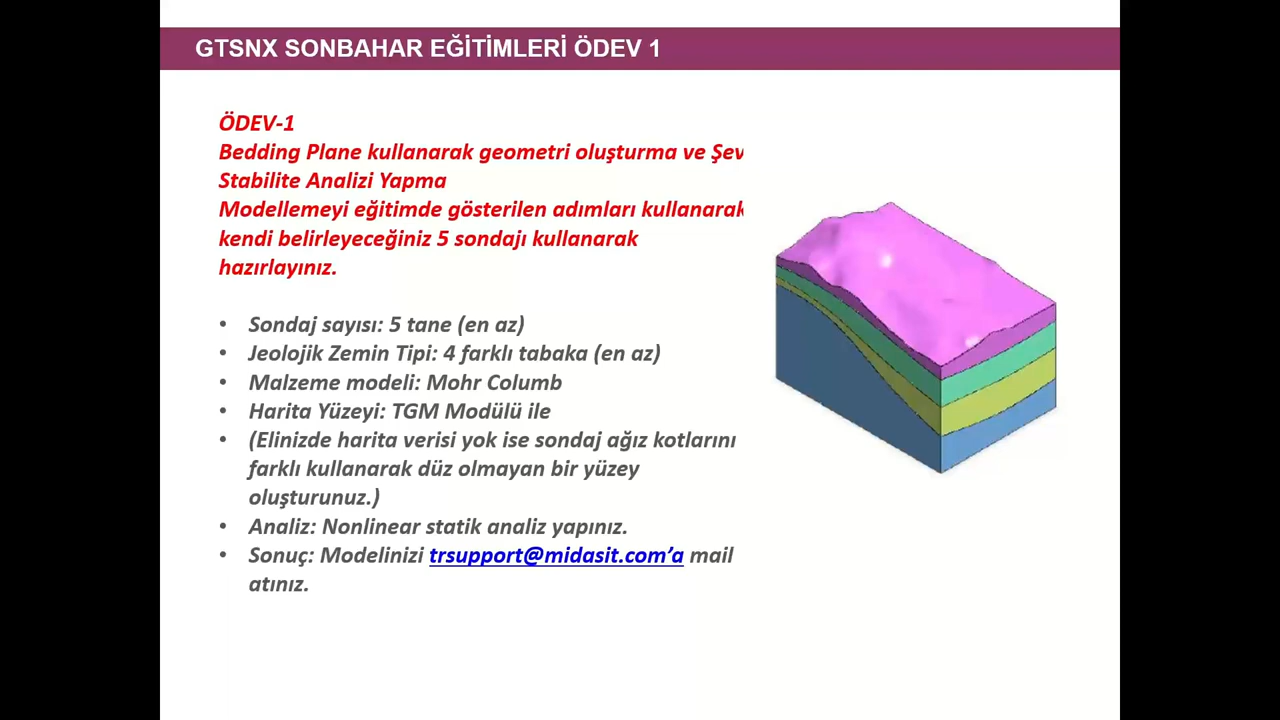 GTSNX SONBAHAR EĞİTİMLERİ ÖDEV 1
ÖDEV-1
Bedding Plane kullanarak geometri oluşturma ve Şev
Stabilite Analizi Yapma
Modellemeyi eğitimde gösterilen adımları kullanarak
kendi belirleyeceğiniz 5 sondajı kullanarak
hazırlayınız.
• Sondaj sayısı: 5 tane (en az)
• Jeolojik Zemin Tipi: 4 farklı tabaka (en az)
• Malzeme modeli: Mohr Columb
• Harita Yüzeyi: TGM Modülü ile
• (Elinizde harita verisi yok ise sondaj ağız kotlarını
farklı kullanarak düz olmayan bir yüzey
oluşturunuz.)
• Analiz: Nonlinear statik analiz yapınız.
• Sonuç: Modelinizi trsupport@midasit.com’a mail
atınız.